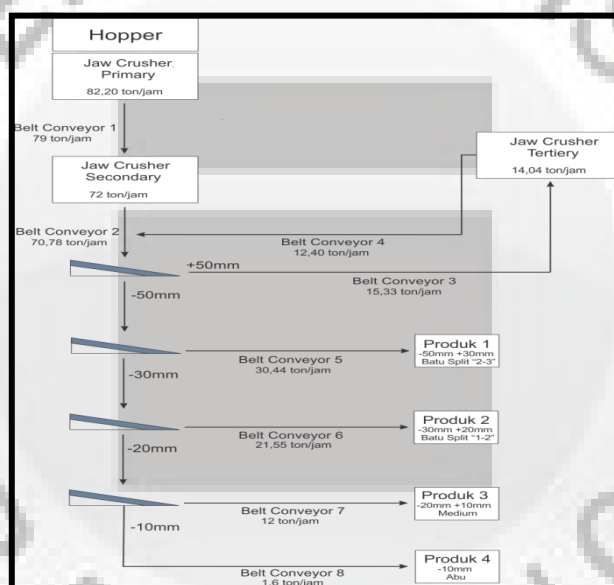 Hopper
Jaw Crusher
Primary
82,20 ton/jam
Belt Conveyor 1
79 ton/jam
Jaw Crusher
Secondary
72 ton/jam
Jaw Crusher
Tertiery
14,04 ton/jam
Belt Conveyor 2
70,78 ton/jam
Belt Conveyor 4
12,40 ton/jam
+50mm
Belt Conveyor 3
15,33 ton/jam
-50mm
Belt Conveyor 5
30,44 ton/jam
Produk 1
-50mm +30mm
Batu Split "2-3"
-30mm
Belt Conveyor 6
21,55 ton/jam
Produk 2
-30mm +20mm
Batu Split "1-2"
-20mm
Belt Conveyor 7
12 ton/jam
Produk 3
-20mm +10mm
Medium
-10mm
Belt Conveyor 8
1,6 ton/jam
Produk 4
-10mm
Abu